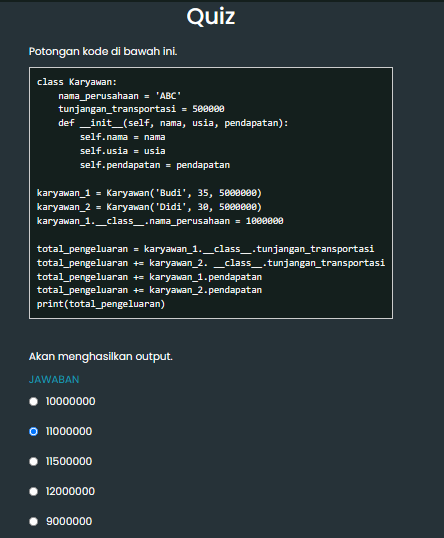 Quiz
Potongan kode di bawah ini.
class Karyawan:
    nama_perusahaan = 'ABC'
    tunjangan_transportasi = 500000
    def __init__(self, nama, usia, pendapatan):
        self.nama = nama
        self.usia = usia
        self.pendapatan = pendapatan
karyawan_1 = Karyawan('Budi', 35, 5000000)
karyawan_2 = Karyawan('Didi', 30, 5000000)
karyawan_1.__class__.nama_perusahaan = 1000000
total_pengeluaran = karyawan_1.__class__.tunjangan_transportasi
total_pengeluaran += karyawan_2. __class__.tunjangan_transportasi
total_pengeluaran += karyawan_1.pendapatan
total_pengeluaran += karyawan_2.pendapatan
print(total_pengeluaran)
Akan menghasilkan output.
JAWABAN
10000000
11000000
11500000
12000000
9000000